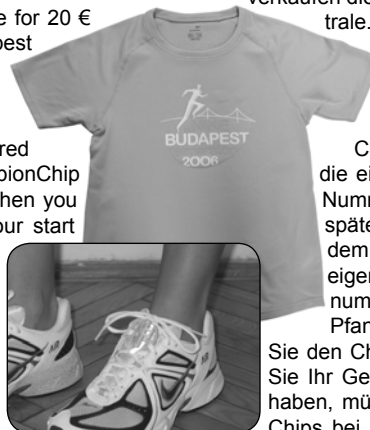 e for 20 €
pest
red
pionChip
hen you
our start
BUDAPEST
2006
verkaufen die
trale.
C
die ei
Numm
späte
dem
eigen
num
Pfan
Sie den Ch
Sie Ihr Ge
haben, mü
Chips bei